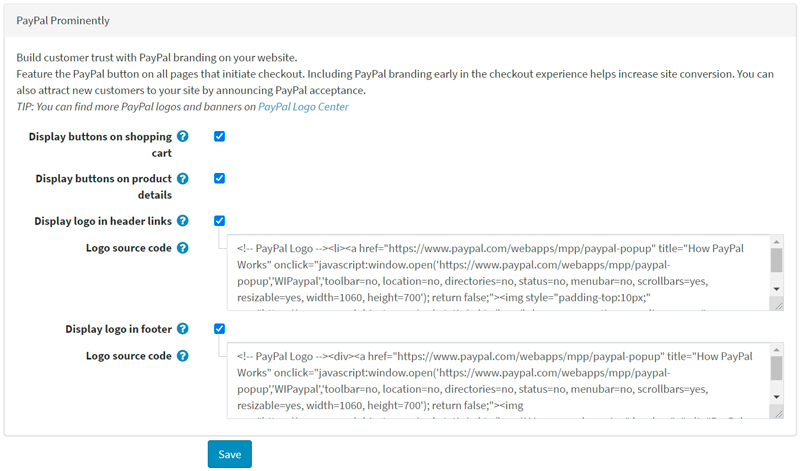 PayPal Prominently
Build customer trust with PayPal branding on your website.
Feature the PayPal button on all pages that initiate checkout. Including PayPal branding early in the checkout experience helps increase site conversion. You can
also attract new customers to your site by announcing PayPal acceptance.
TIP: You can find more PayPal logos and banners on PayPal Logo Center
Display buttons on shopping
cart
Display buttons on product
details
Display logo in header links
Logo source code
<!-- PayPal Logo --><li><a href="https://www.paypal.com/webapps/mpp/paypal-popup" title="How PayPal
Works" onclick="javascript:window.open('https://www.paypal.com/webapps/mpp/paypal-
popup','WIPaypal','toolbar=no, location=no, directories=no, status=no, menubar=no, scrollbars=yes,
resizable=yes, width=1060, height=700'); return false;"><img style="padding-top:10px;"
Display logo in footer
Logo source code
<!-- PayPal Logo --><div><a href="https://www.paypal.com/webapps/mpp/paypal-popup" title="How PayPal
Works" onclick="javascript:window.open('https://www.paypal.com/webapps/mpp/paypal-
popup','WIPaypal','toolbar=no, location=no, directories=no, status=no, menubar=no, scrollbars=yes,
resizable=yes, width=1060, height=700'); return false;"><img
Save